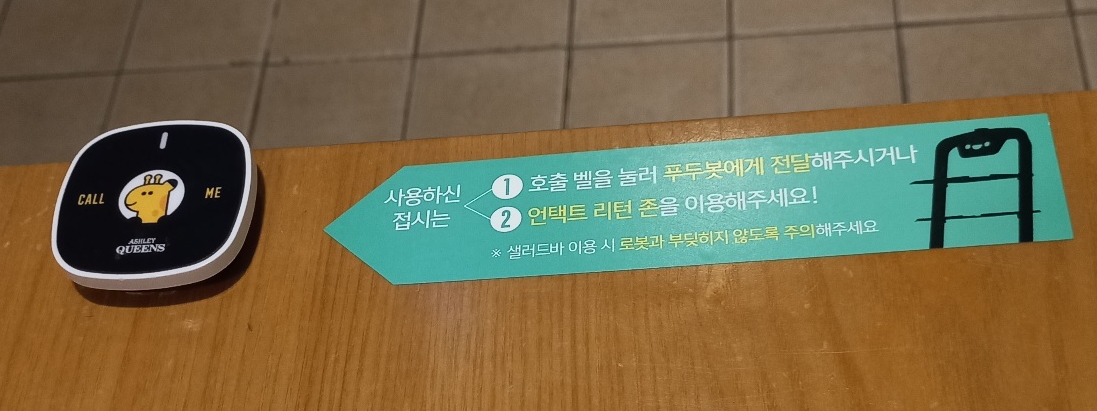 CALL ME
ASHLEY
QUEENS
사용하신
접시는
① 호출 벨을 눌러 푸두봇에게 전달해주시거나
② 언택트 리턴 존을 이용해주세요!
※ 샐러드바 이용 시 로봇과 부딪히지 않도록 주의해주세요